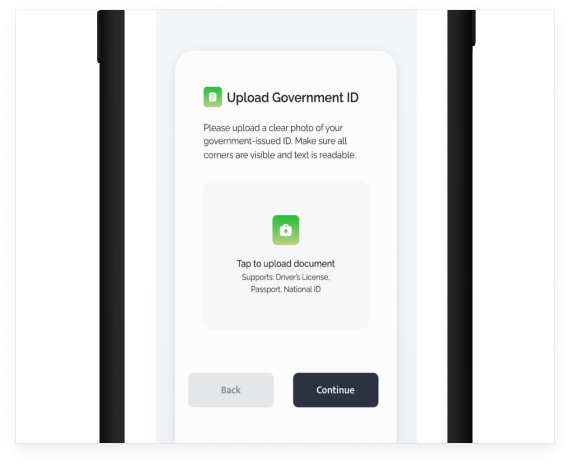 Upload Government ID
Please upload a clear photo of your
government-issued ID. Make sure all
corners are visible and text is readable.
Tap to upload document
Supports: Driver's License,
Passport, National ID
Back
Continue